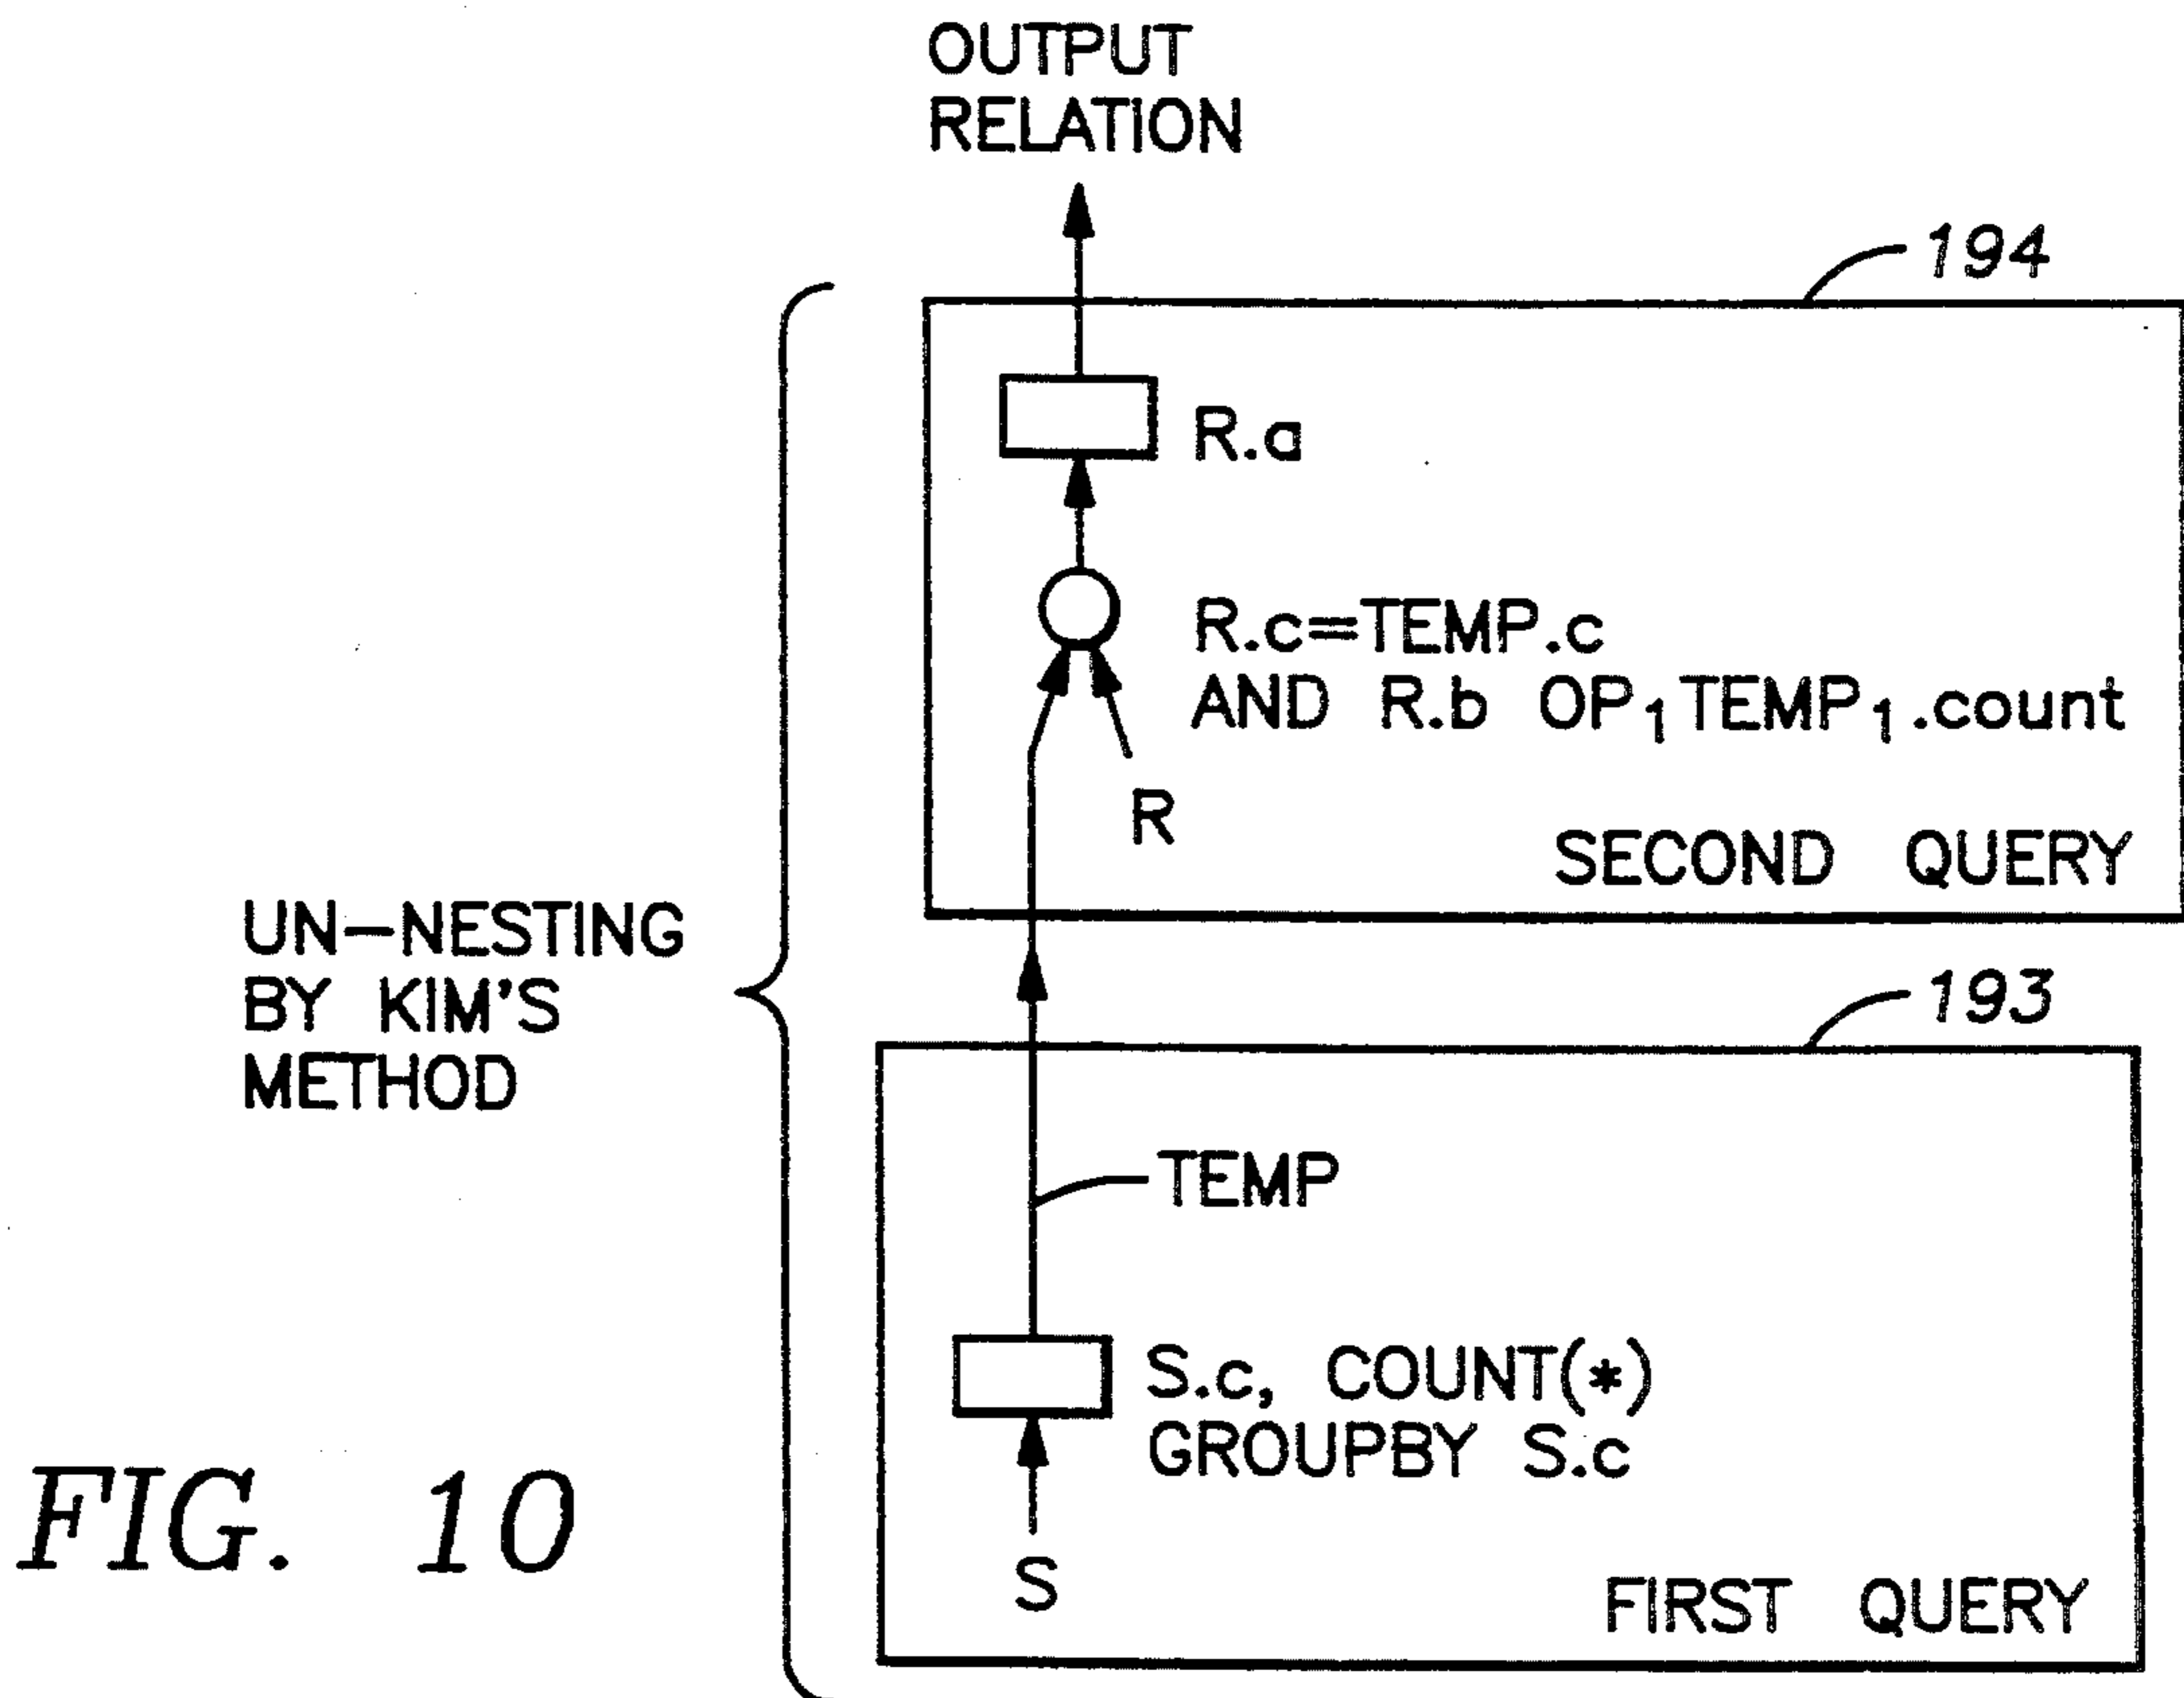 OUTPUT
RELATION
194
R.a
R.c=TEMP.c
AND R.b OP₁TEMP₁.count
R
SECOND QUERY
UN-NESTING
BY KIM'S
METHOD
193
TEMP
S.c, COUNT(*)
GROUPBY S.c
S
FIRST QUERY
FIG. 10